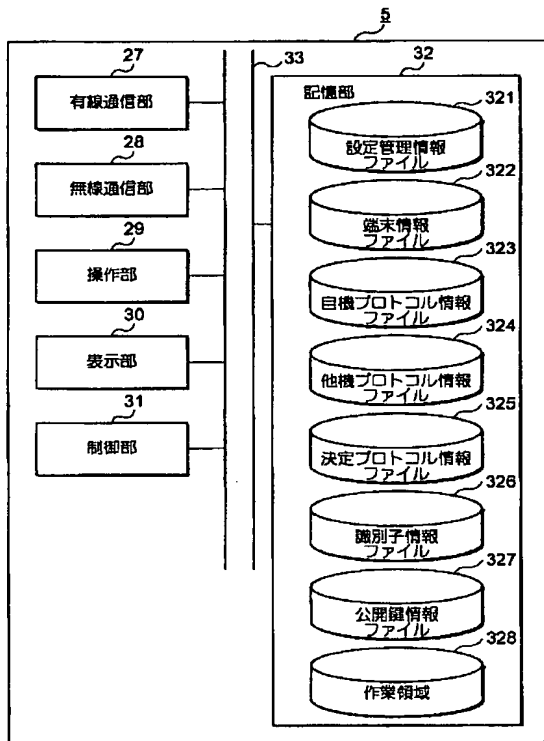 5
27
有線通信部
28
無線通信部
29
操作部
30
表示部
31
制御部
33
32
記憶部
321
設定管理情報
ファイル
322
端末情報
ファイル
323
自機プロトコル情報
ファイル
324
他機プロトコル情報
ファイル
325
決定プロトコル情報
ファイル
326
識別子情報
ファイル
327
公開鍵情報
ファイル
328
作業領域